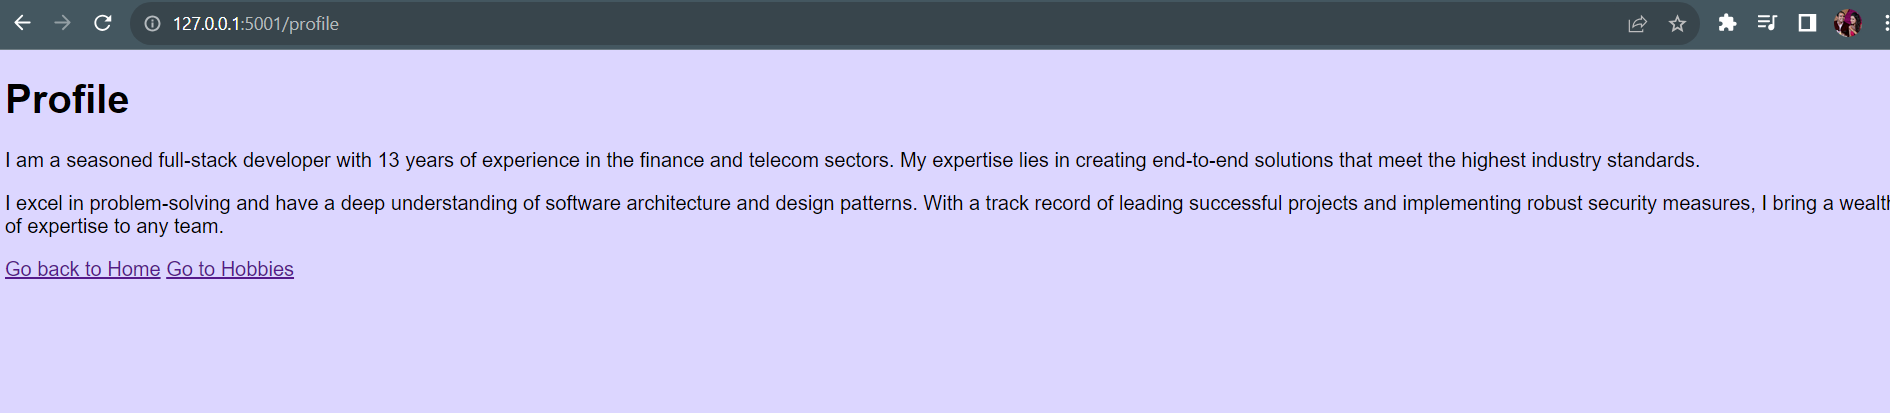 127.0.0.1:5001/profile
Profile
I am a seasoned full-stack developer with 13 years of experience in the finance and telecom sectors. My expertise lies in creating end-to-end solutions that meet the highest industry standards.
I excel in problem-solving and have a deep understanding of software architecture and design patterns. With a track record of leading successful projects and implementing robust security measures, I bring a wealth
of expertise to any team.
Go back to Home Go to Hobbies